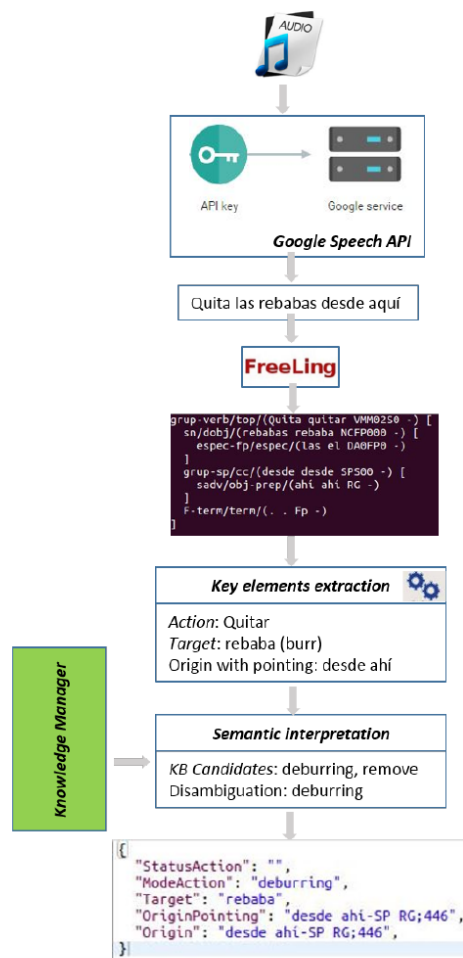 AUDIO
API key
Google service
Google Speech API
Quita las rebabas desde aquí
FreeLing
grup-verb/top/(Quita quitar VMM02S0 -) [
sn/dobj/(rebabas rebaba NCFP000 -) [
espec-fp/espec/(las el DA0FP0 -)
]
grup-sp/cc/(desde desde SPS00 -) [
sadv/obj-prep/(ahí ahí RG -)
]
F-term/term/(. . Fp -)
]
Key elements extraction
Action: Quitar
Target: rebaba (burr)
Origin with pointing: desde ahí
Knowledge Manager
Semantic interpretation
KB Candidates: deburring, remove
Disambiguation: deburring
{
"StatusAction": "",
"ModeAction": "deburring",
"Target": "rebaba",
"OriginPointing": "desde ahí-SP RG;446",
"Origin": "desde ahí-SP RG;446",
}